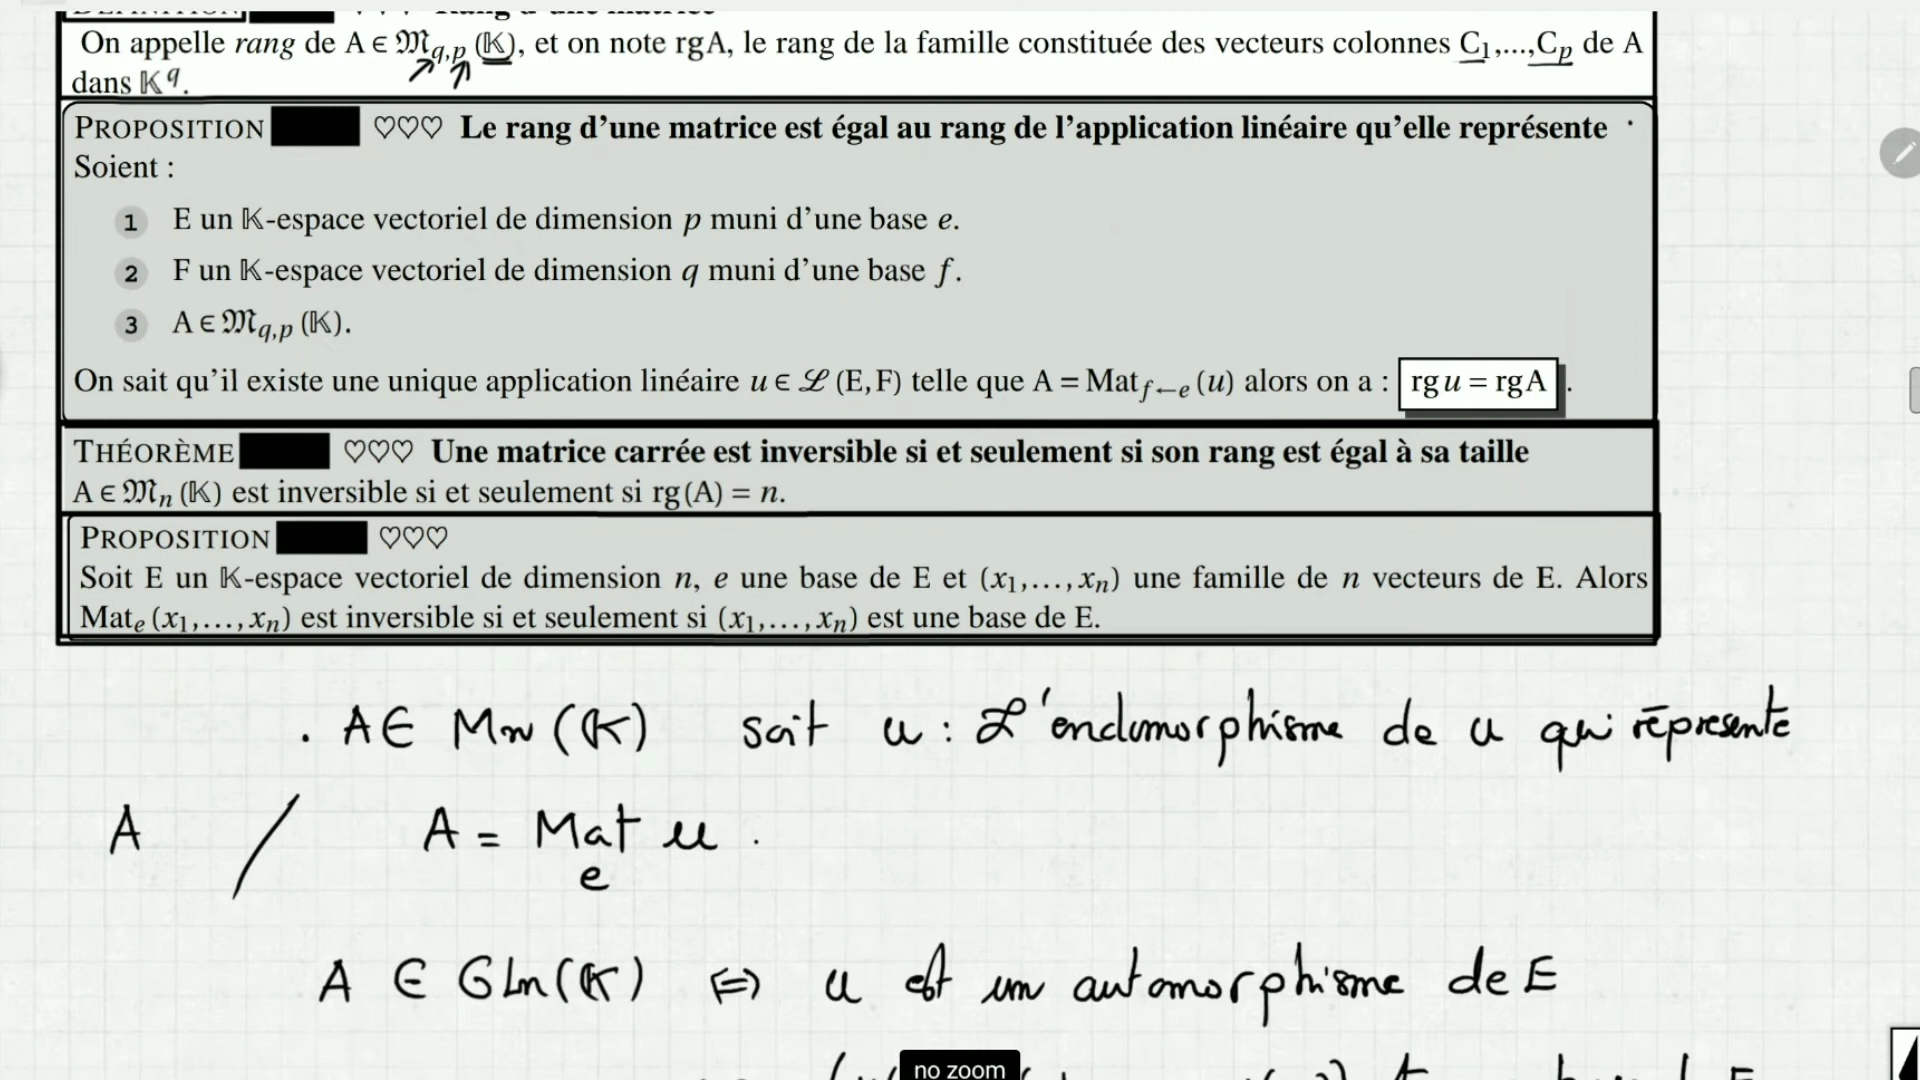 On appelle rang de A ∈ 𝔐q,p (𝕂), et on note rg A, le rang de la famille constituée des vecteurs colonnes C1,...,Cp de A
dans 𝕂^q.
PROPOSITION ♡♡♡ Le rang d'une matrice est égal au rang de l'application linéaire qu'elle représente
Soient :
1 E un 𝕂-espace vectoriel de dimension p muni d'une base e.
2 F un 𝕂-espace vectoriel de dimension q muni d'une base f.
3 A ∈ 𝔐q,p (𝕂).
On sait qu'il existe une unique application linéaire u ∈ ℒ (E,F) telle que A = Mat f←e (u) alors on a : rg u = rg A .
THÉORÈME ♡♡♡ Une matrice carrée est inversible si et seulement si son rang est égal à sa taille
A ∈ 𝔐n (𝕂) est inversible si et seulement si rg (A) = n.
PROPOSITION ♡♡♡
Soit E un 𝕂-espace vectoriel de dimension n, e une base de E et (x1,...,xn) une famille de n vecteurs de E. Alors
Mate (x1,...,xn) est inversible si et seulement si (x1,...,xn) est une base de E.
. A ∈ Mn (𝕂) soit u : L'endomorphisme de u qui représente
A / A = Mat u .
e
A ∈ GLn(𝕂) ⇔ u est un automorphisme de E
no zoom